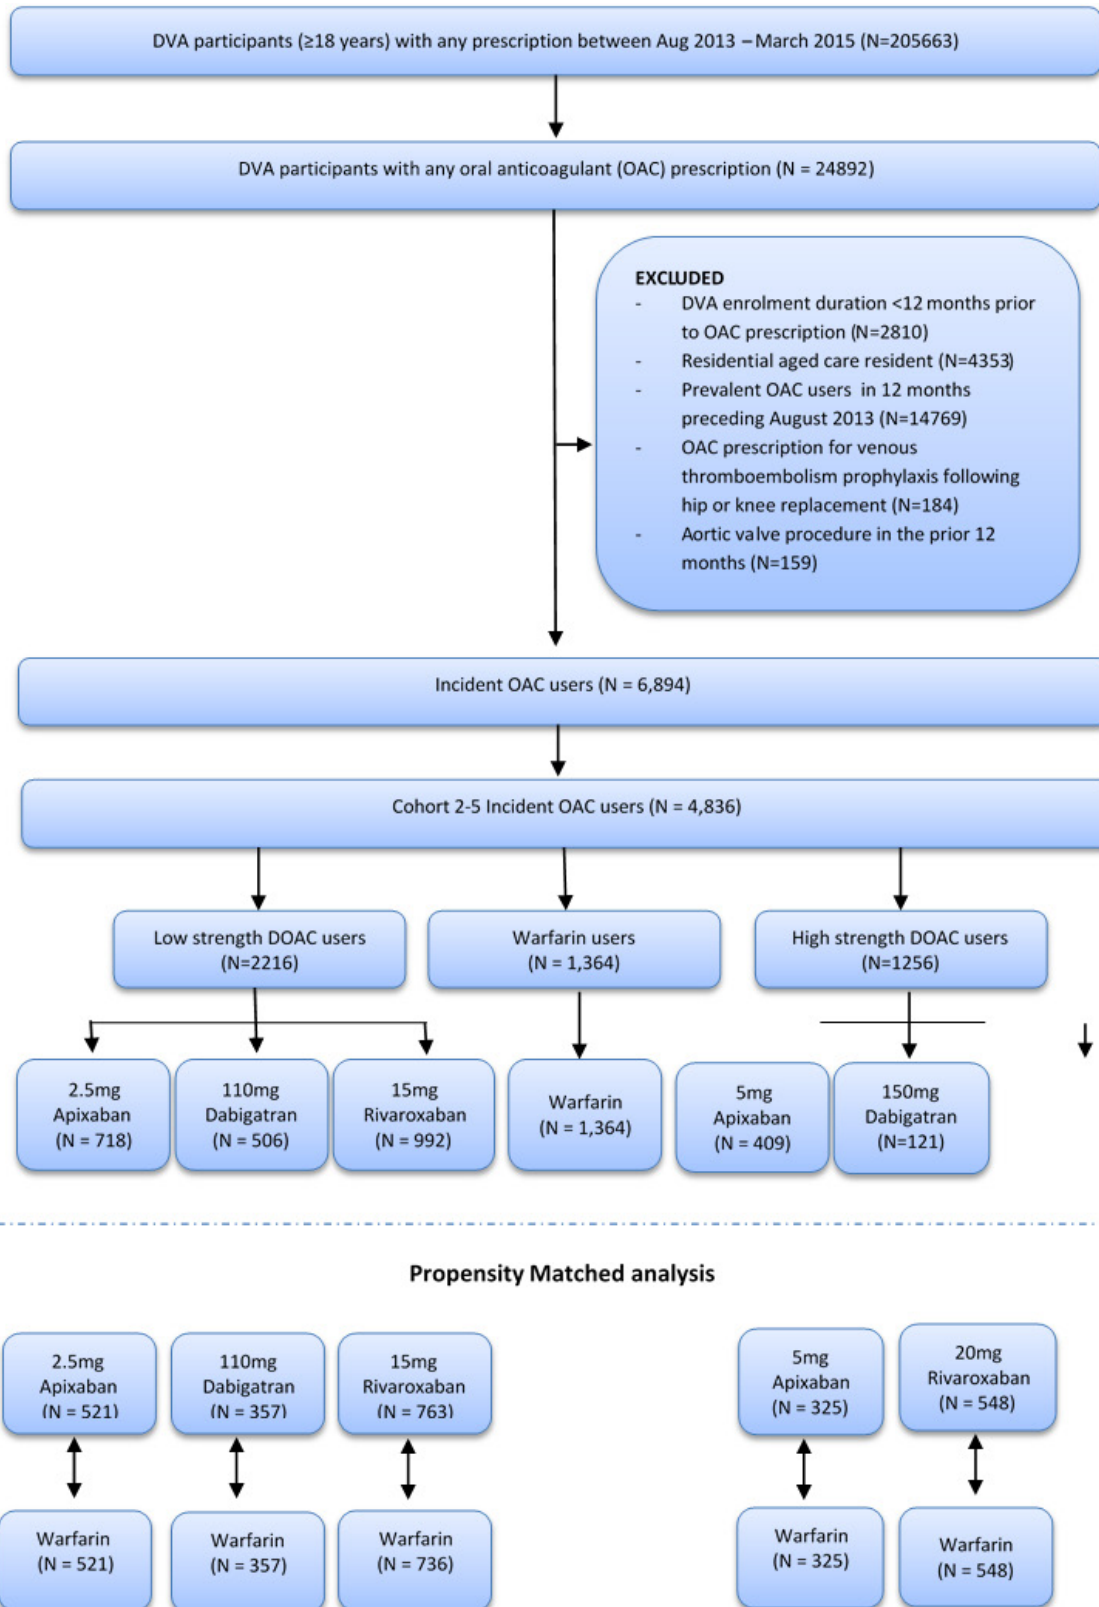 DVA participants (≥18 years) with any prescription between Aug 2013 – March 2015 (N=205663)
DVA participants with any oral anticoagulant (OAC) prescription (N = 24892)
EXCLUDED
- DVA enrolment duration <12 months prior
to OAC prescription (N=2810)
- Residential aged care resident (N=4353)
- Prevalent OAC users in 12 months
preceding August 2013 (N=14769)
- OAC prescription for venous
thromboembolism prophylaxis following
hip or knee replacement (N=184)
- Aortic valve procedure in the prior 12
months (N=159)
Incident OAC users (N = 6,894)
Cohort 2-5 Incident OAC users (N = 4,836)
Low strength DOAC users
(N=2216)
Warfarin users
(N = 1,364)
High strength DOAC users
(N=1256)
2.5mg
Apixaban
(N = 718)
110mg
Dabigatran
(N = 506)
15mg
Rivaroxaban
(N = 992)
Warfarin
(N = 1,364)
5mg
Apixaban
(N = 409)
150mg
Dabigatran
(N=121)
Propensity Matched analysis
2.5mg
Apixaban
(N = 521)
110mg
Dabigatran
(N = 357)
15mg
Rivaroxaban
(N = 763)
5mg
Apixaban
(N = 325)
20mg
Rivaroxaban
(N = 548)
Warfarin
(N = 521)
Warfarin
(N = 357)
Warfarin
(N = 736)
Warfarin
(N = 325)
Warfarin
(N = 548)